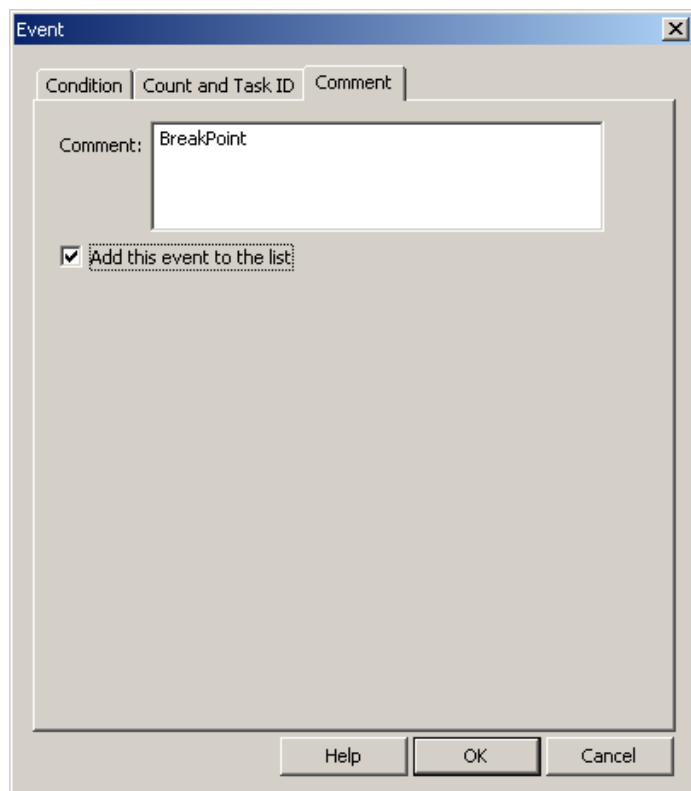 Event
Condition Count and Task ID Comment
Comment: BreakPoint
Add this event to the list
Help OK Cancel